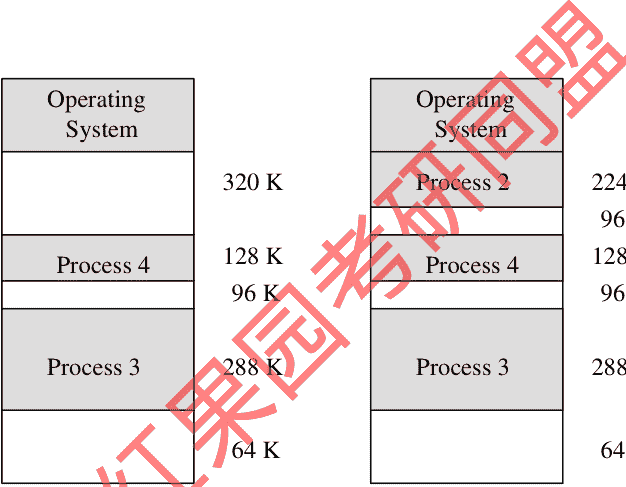 Operating
System
320 K
Process 4
128 K
96 K
Process 3
288 K
64 K
Operating
System
Process 2
224
96
Process 4
128
96
Process 3
288
64
红果园考研同盟